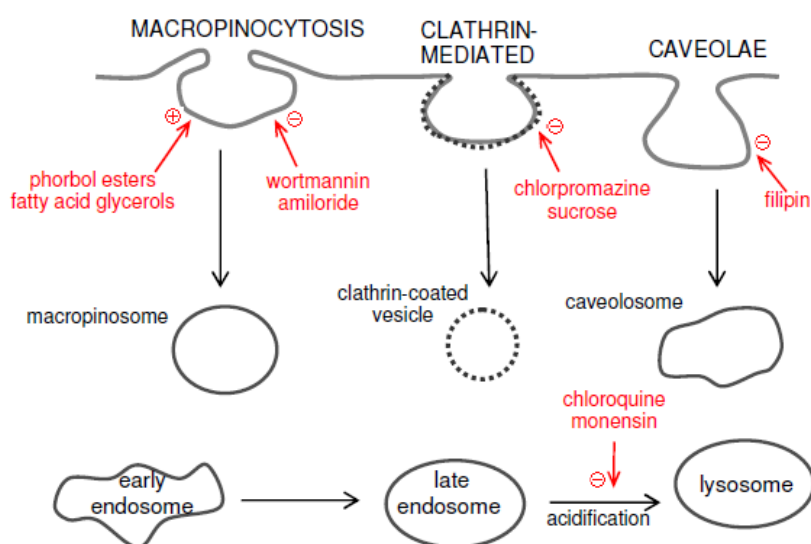 MACROPINOCYTOSIS
CLATHRIN-
MEDIATED
CAVEOLAE
⊕
⊖
⊖
⊖
phorbol esters
fatty acid glycerols
wortmannin
amiloride
chlorpromazine
sucrose
filipin
macropinosome
clathrin-coated
vesicle
caveolosome
chloroquine
monensin
⊖
early
endosome
late
endosome
acidification
lysosome